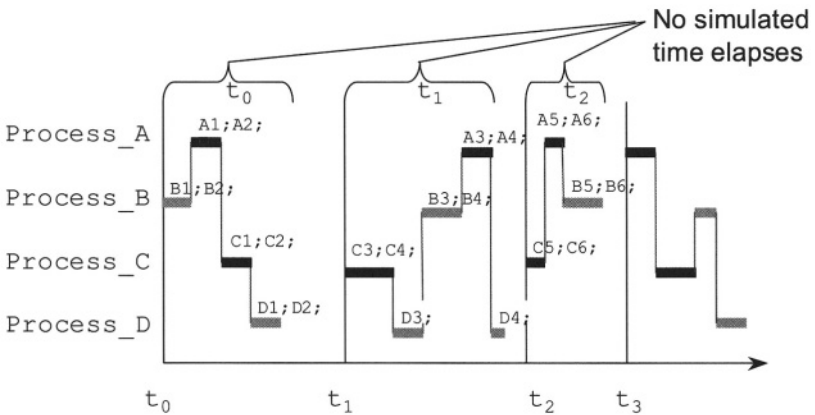 No simulated
time elapses
t0
t1
t2
Process_A
A1;A2;
A3;A4;
A5;A6;
Process_B
B1;B2;
B3;B4;
B5;B6;
Process_C
C1;C2;
C3;C4;
C5;C6;
Process_D
D1;D2;
D3;
D4;
t0
t1
t2
t3